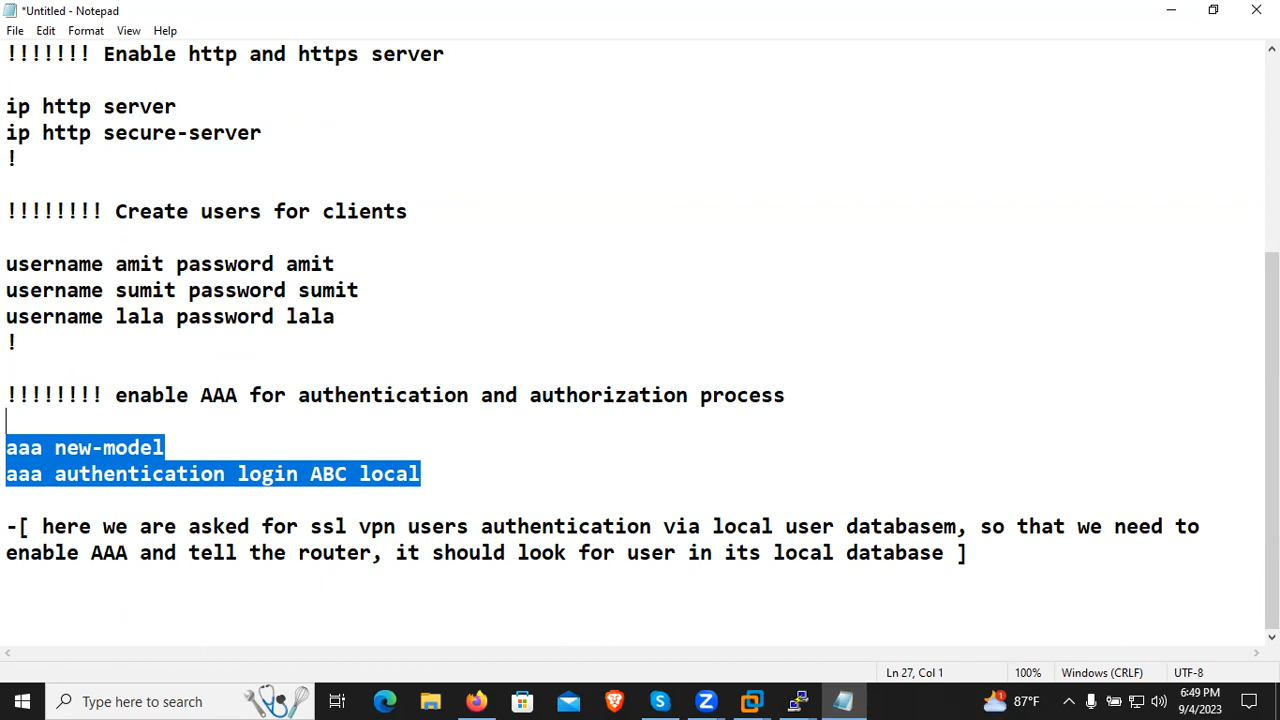 *Untitled - Notepad
File Edit Format View Help
!!!!!!! Enable http and https server
ip http server
ip http secure-server
!
!!!!!!!! Create users for clients
username amit password amit
username sumit password sumit
username lala password lala
!
!!!!!!!! enable AAA for authentication and authorization process
aaa new-model
aaa authentication login ABC local
-[ here we are asked for ssl vpn users authentication via local user databasem, so that we need to
enable AAA and tell the router, it should look for user in its local database ]
Ln 27, Col 1 100% Windows (CRLF) UTF-8
Type here to search 1 87°F 6:49 PM
9/4/2023